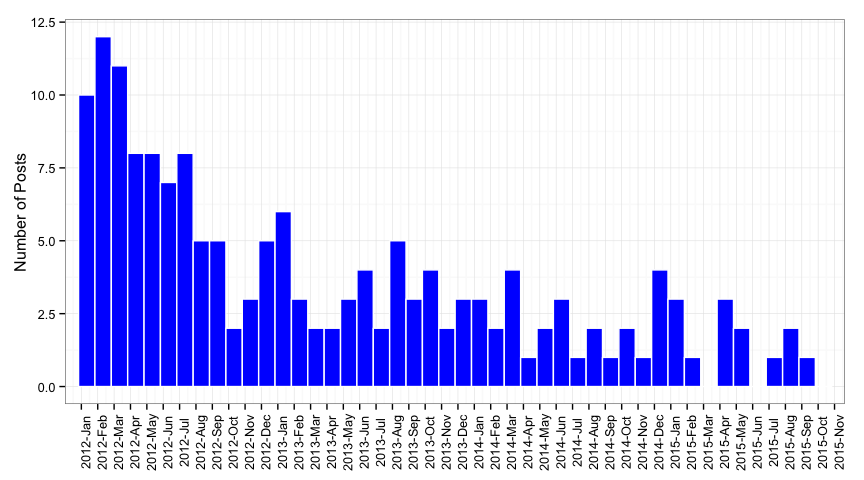 Number of Posts
12.5
10.0
7.5
5.0
2.5
0.0
2012-Jan
2012-Feb
2012-Mar
2012-Apr
2012-May
2012-Jun
2012-Jul
2012-Aug
2012-Sep
2012-Oct
2012-Nov
2012-Dec
2013-Jan
2013-Feb
2013-Mar
2013-Apr
2013-May
2013-Jun
2013-Jul
2013-Aug
2013-Sep
2013-Oct
2013-Nov
2013-Dec
2014-Jan
2014-Feb
2014-Mar
2014-Apr
2014-May
2014-Jun
2014-Jul
2014-Aug
2014-Sep
2014-Oct
2014-Nov
2014-Dec
2015-Jan
2015-Feb
2015-Mar
2015-Apr
2015-May
2015-Jun
2015-Jul
2015-Aug
2015-Sep
2015-Oct
2015-Nov